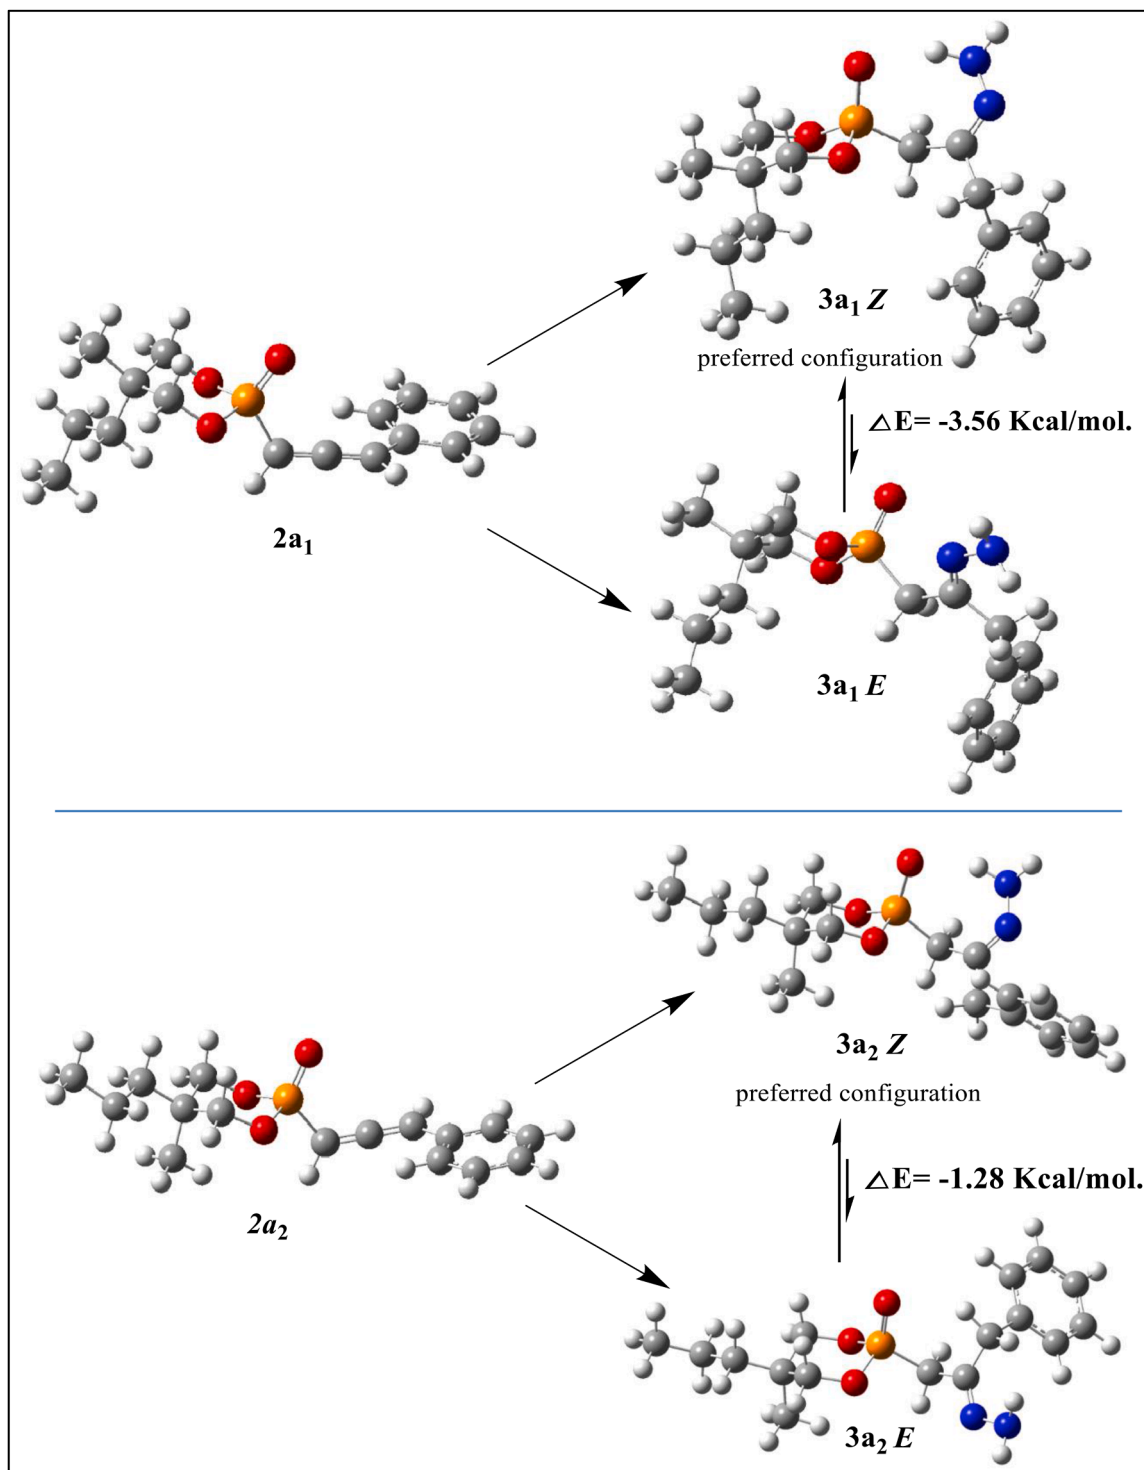 3a₁ Z
preferred configuration
△E= -3.56 Kcal/mol.
2a₁
3a₁ E
3a₂ Z
preferred configuration
△E= -1.28 Kcal/mol.
2a₂
3a₂ E